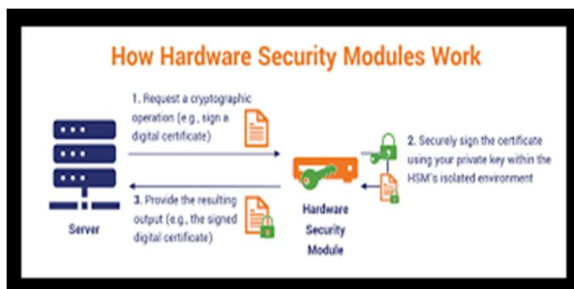 How Hardware Security Modules Work
1. Request a cryptographic
operation (e.g., sign a
digital certificate)
2. Securely sign the certificate
using your private key within the
HSM's isolated environment
3. Provide the resulting
output (e.g., the signed
digital certificate)
Server
Hardware
Security
Module